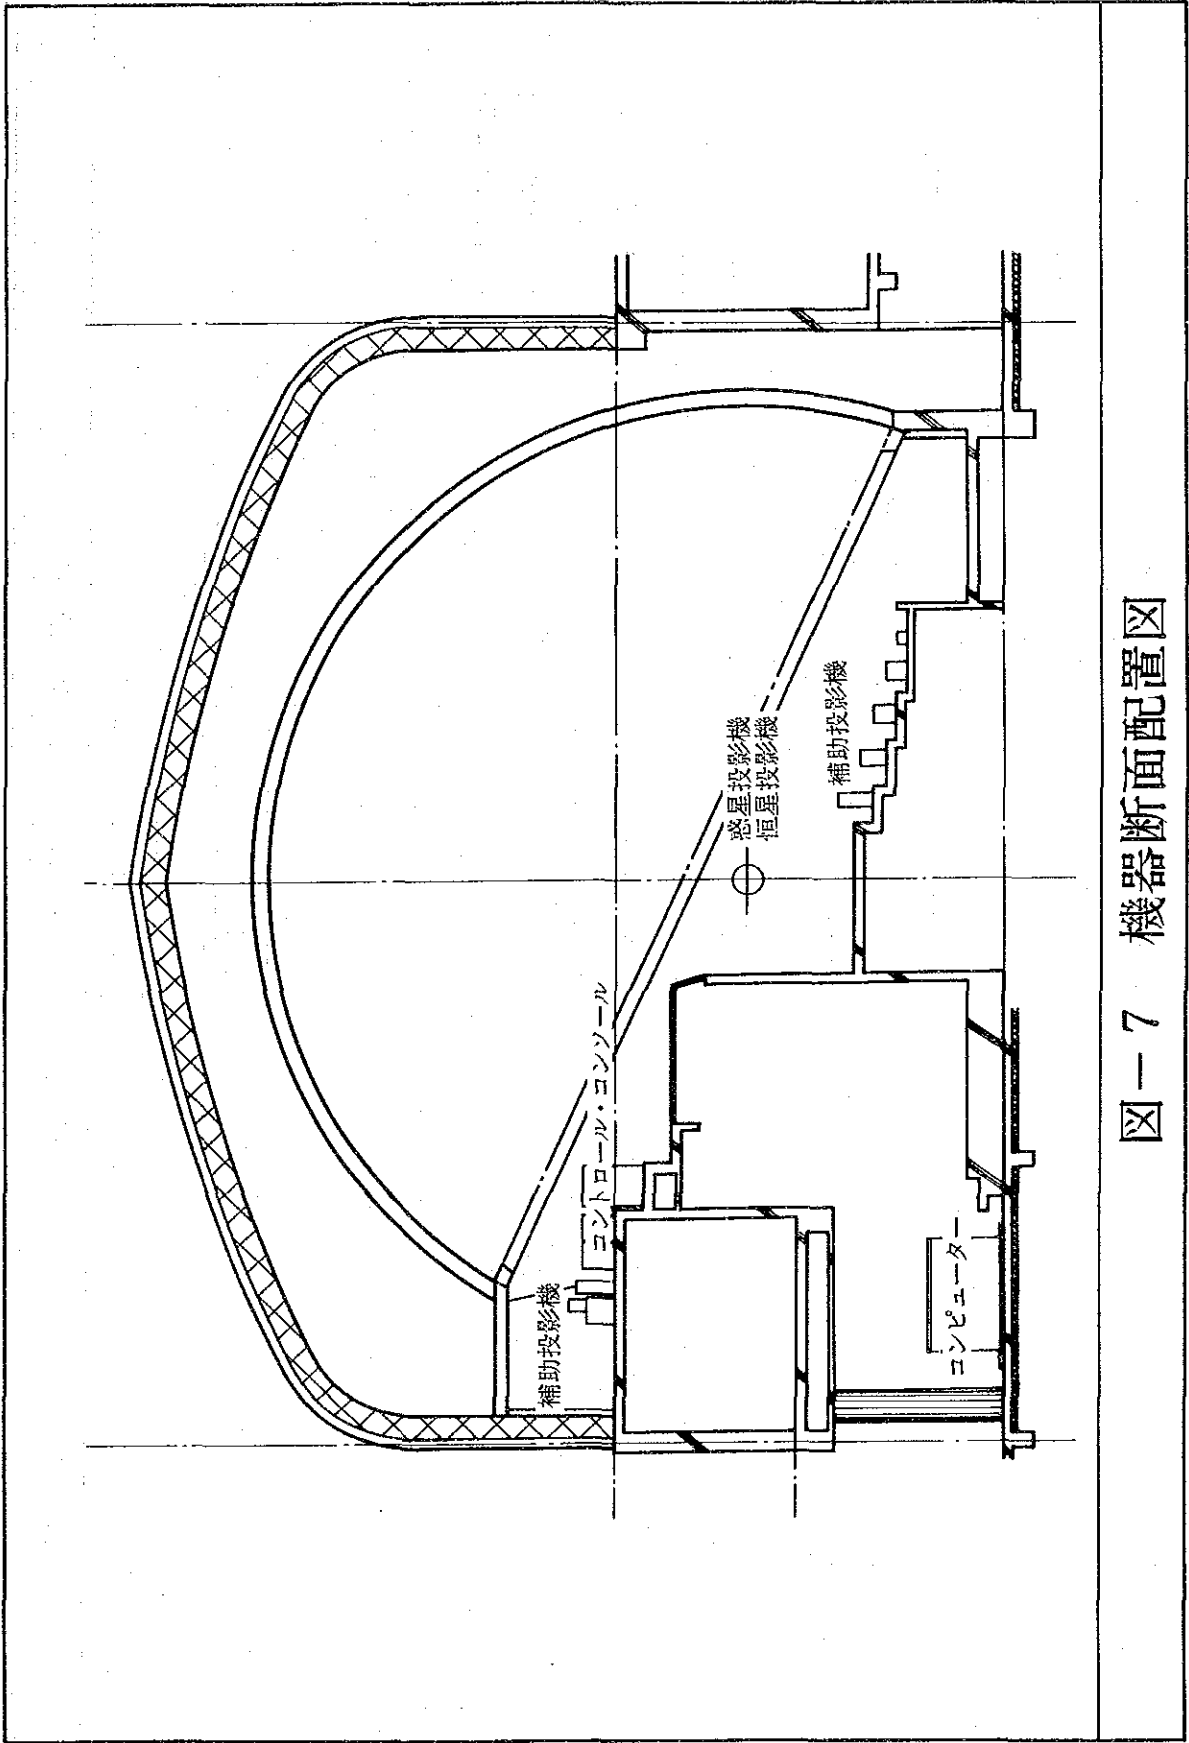 補助投影機
コントロール・コンソール
惑星投影機
恒星投影機
補助投影機
コンピューター
図－7 機器断面配置図